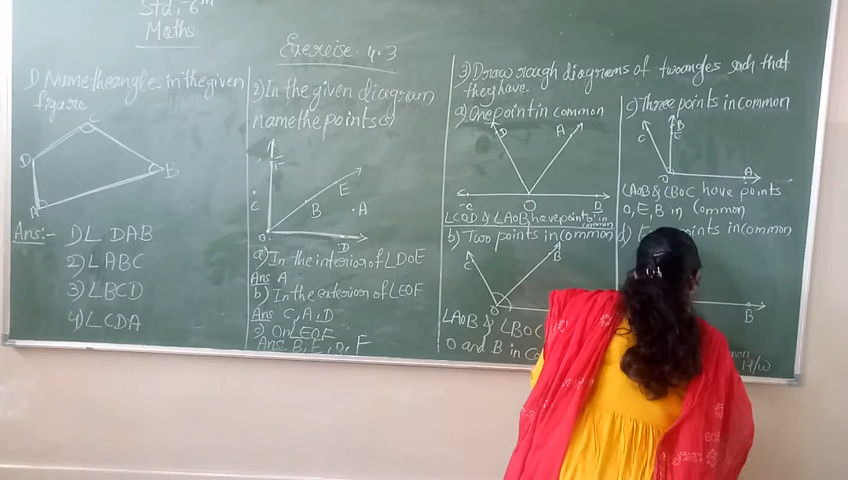 Std :- 6th
Maths
Exercise. 4.3
1) Name the angles in the given
figure
C
D
B
A
Ans:- 1) ∠ DAB
2) ∠ ABC
3) ∠ BCD
4) ∠ CDA
2) In the given diagram
name the points
F
E
C
B
A
D
a) In the interior of ∠DOE
Ans A
b) In the exterior of ∠EOF
Ans C, A, D
c) On ∠EOF
Ans B, E, O, F
3) Draw rough diagrams of two angles such that
they have.
a) One point in common
D
A
C
O
B
∠COD & ∠AOB have points in
common
b) Two points in common
C
B
O
∠AOB & ∠BOC
O and B in
c) Three points in common
B
C
E
O
A
∠AOB & ∠BOC have points
O, E, B in Common
d) points in common
B
H/W